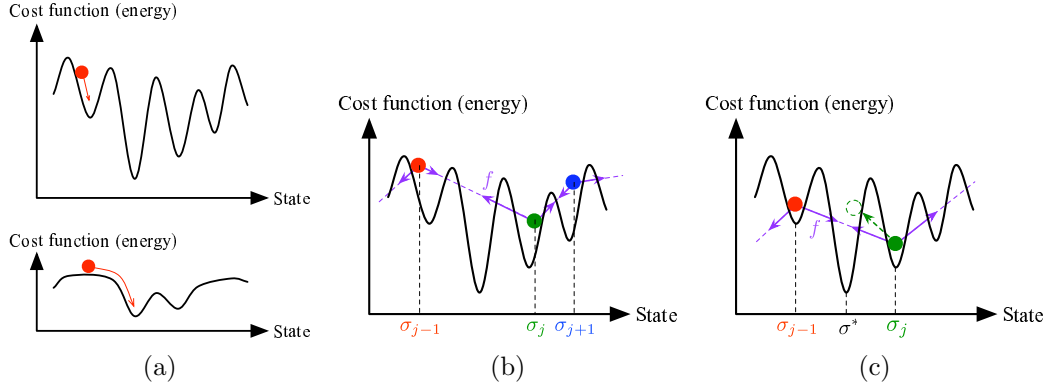 Cost function (energy)
State
Cost function (energy)
State
(a)
Cost function (energy)
f
State
σ_{j−1}
σ_j
σ_{j+1}
(b)
Cost function (energy)
f
State
σ_{j−1}
σ*
σ_j
(c)